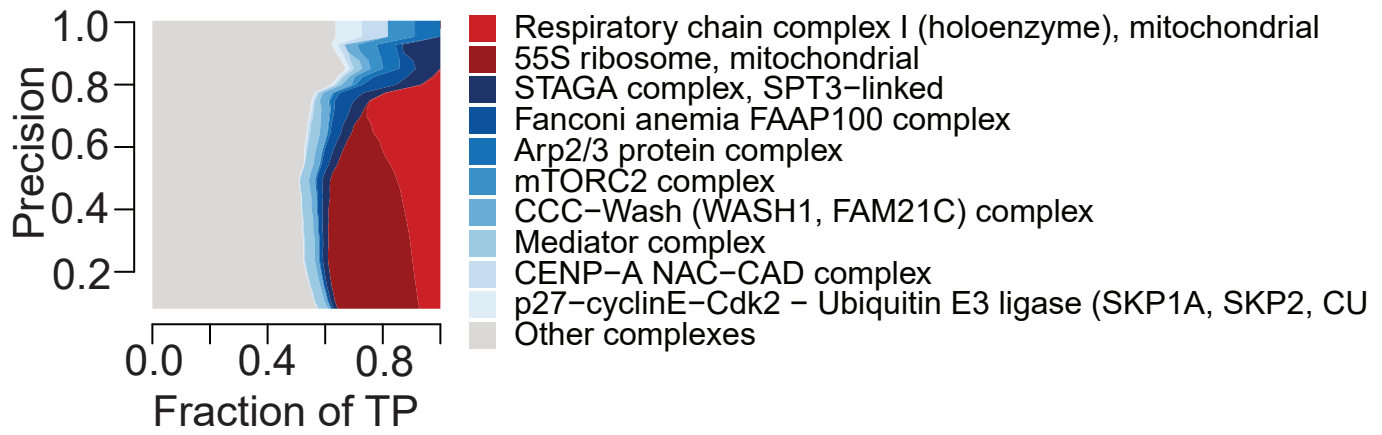 Precision
1.0
0.8
0.6
0.4
0.2
0.0 0.4 0.8
Fraction of TP
Respiratory chain complex I (holoenzyme), mitochondrial
55S ribosome, mitochondrial
STAGA complex, SPT3−linked
Fanconi anemia FAAP100 complex
Arp2/3 protein complex
mTORC2 complex
CCC−Wash (WASH1, FAM21C) complex
Mediator complex
CENP−A NAC−CAD complex
p27−cyclinE−Cdk2 − Ubiquitin E3 ligase (SKP1A, SKP2, CU
Other complexes